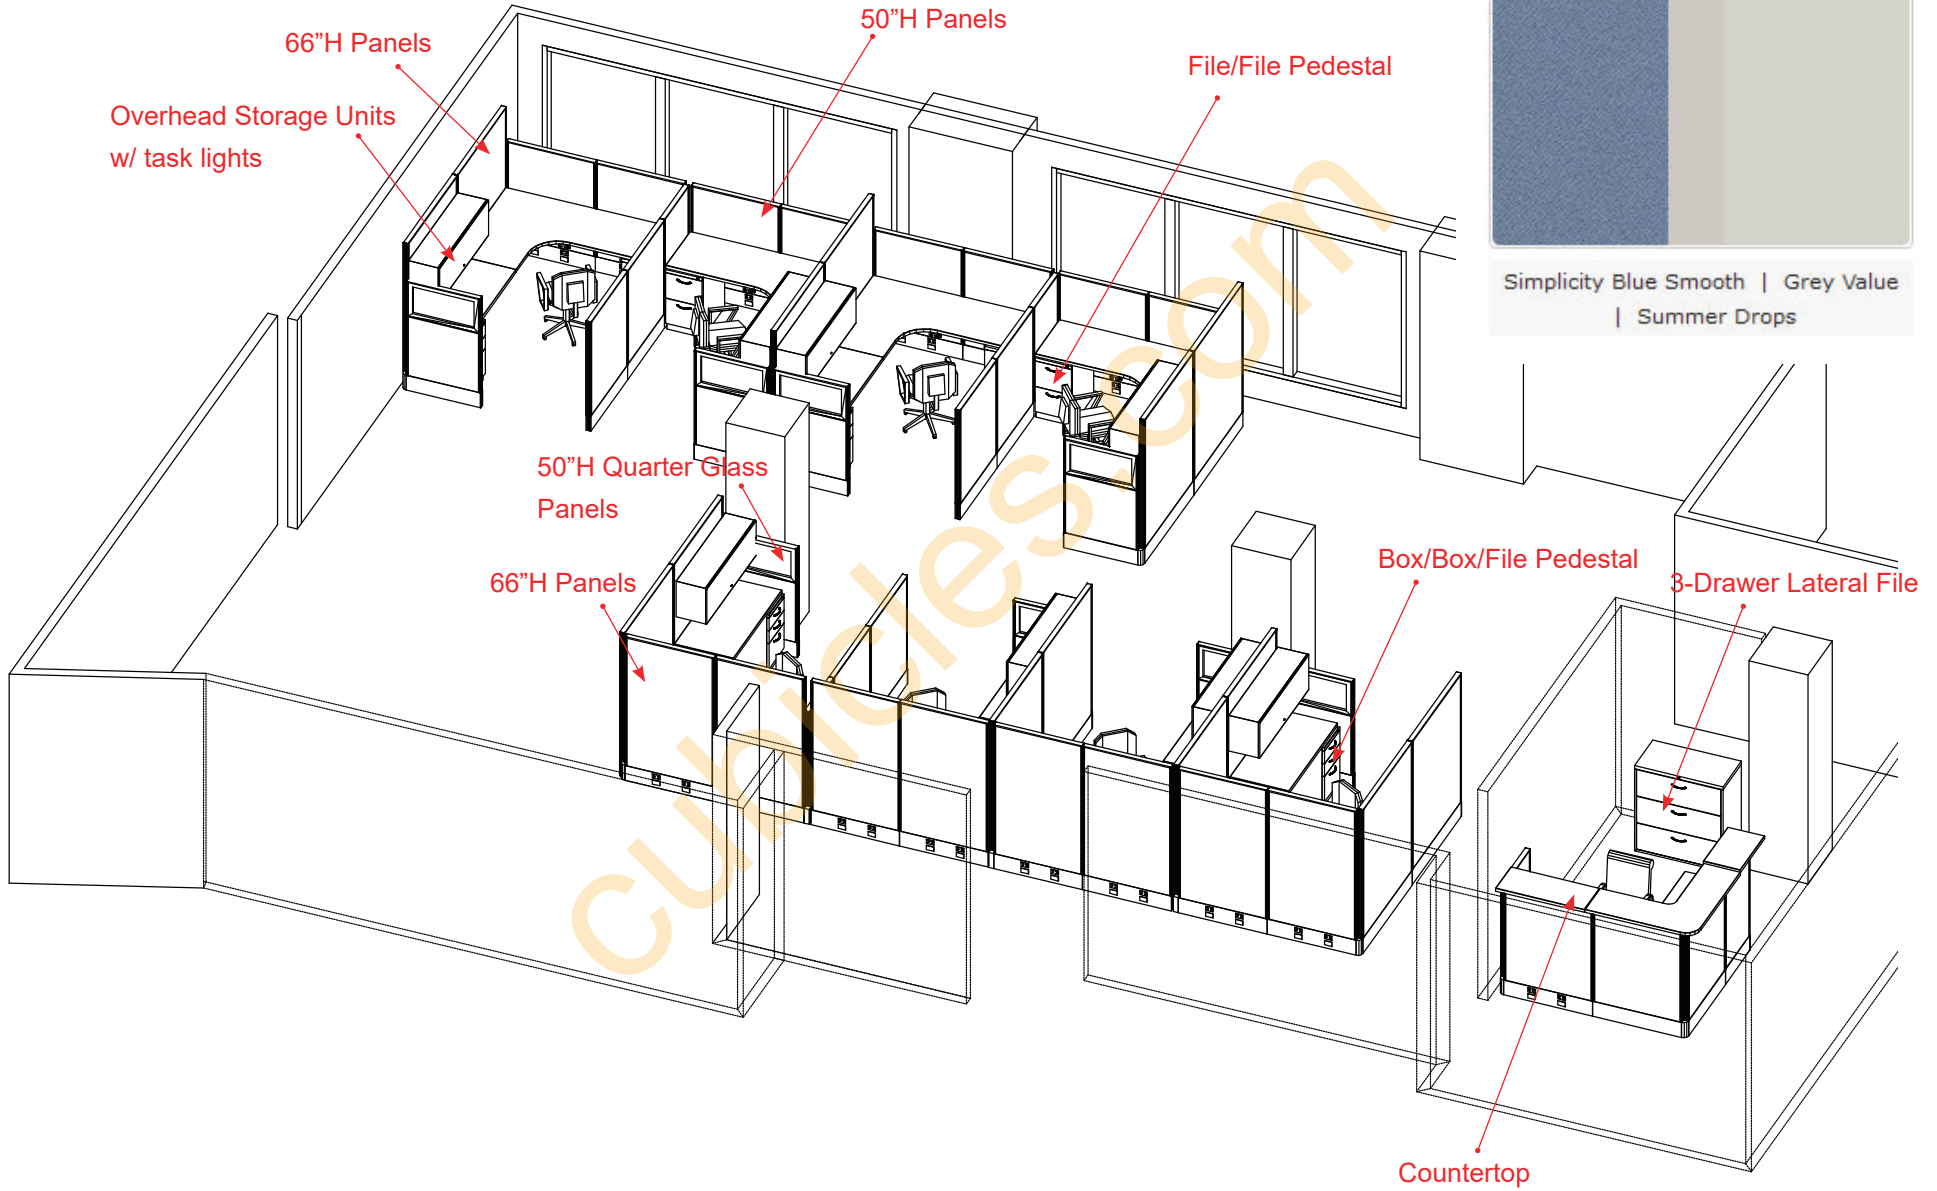 50”H Panels
66”H Panels
File/File Pedestal
Overhead Storage Units
w/ task lights
Simplicity Blue Smooth | Grey Value
| Summer Drops
50”H Quarter Glass
Panels
66”H Panels
Box/Box/File Pedestal
3-Drawer Lateral File
Countertop
cubicles.com